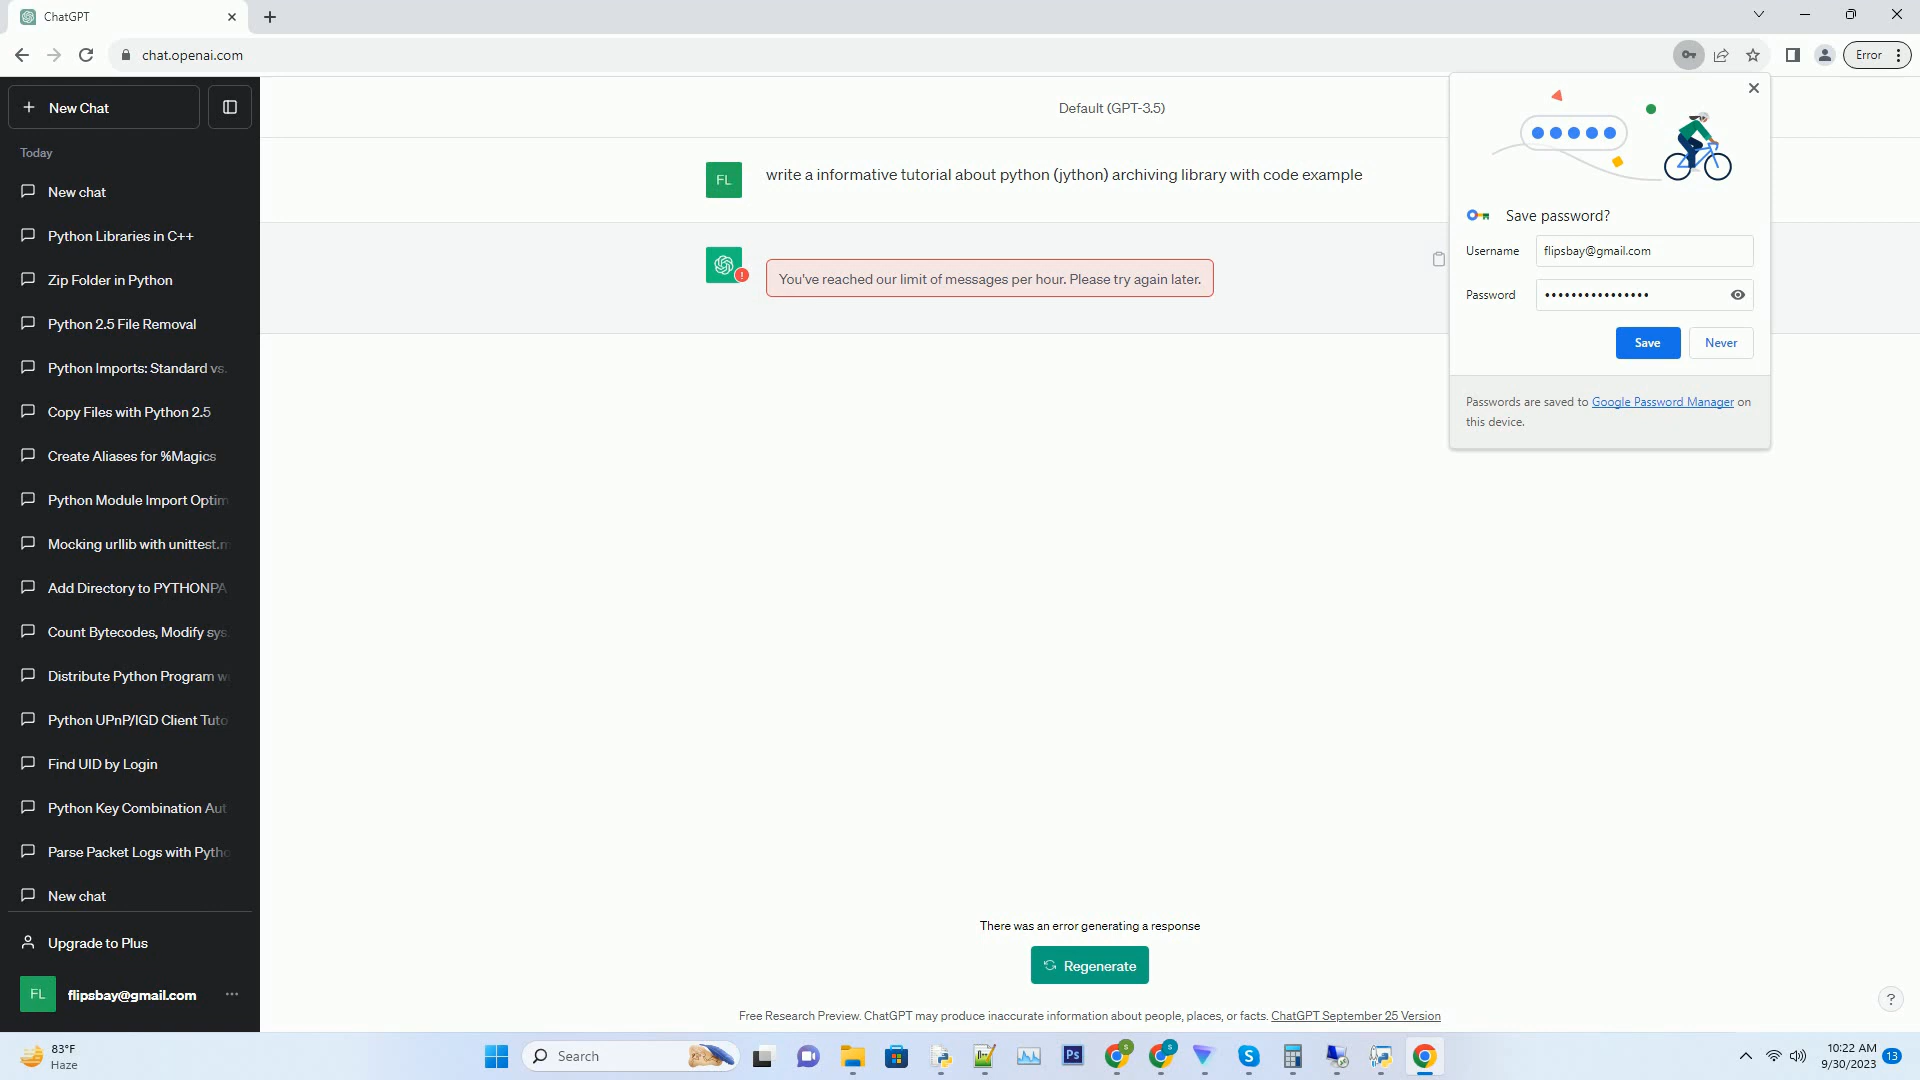 ChatGPT
chat.openai.com
Error
New Chat
Today
New chat
Python Libraries in C++
Zip Folder in Python
Python 2.5 File Removal
Python Imports: Standard vs.
Copy Files with Python 2.5
Create Aliases for %Magics
Python Module Import Optim
Mocking urllib with unittest.m
Add Directory to PYTHONPA
Count Bytecodes, Modify sys.
Distribute Python Program w
Python UPnP/IGD Client Tuto
Find UID by Login
Python Key Combination Aut
Parse Packet Logs with Pytho
New chat
Upgrade to Plus
FL flipsbay@gmail.com
Default (GPT-3.5)
FL write a informative tutorial about python (jython) archiving library with code example
You've reached our limit of messages per hour. Please try again later.
Save password?
Username flipsbay@gmail.com
Password ••••••••••••••••
Save Never
Passwords are saved to Google Password Manager on
this device.
There was an error generating a response
Regenerate
Free Research Preview. ChatGPT may produce inaccurate information about people, places, or facts. ChatGPT September 25 Version
?
83°F
Haze
Search
Ps
S
S
10:22 AM
9/30/2023
13